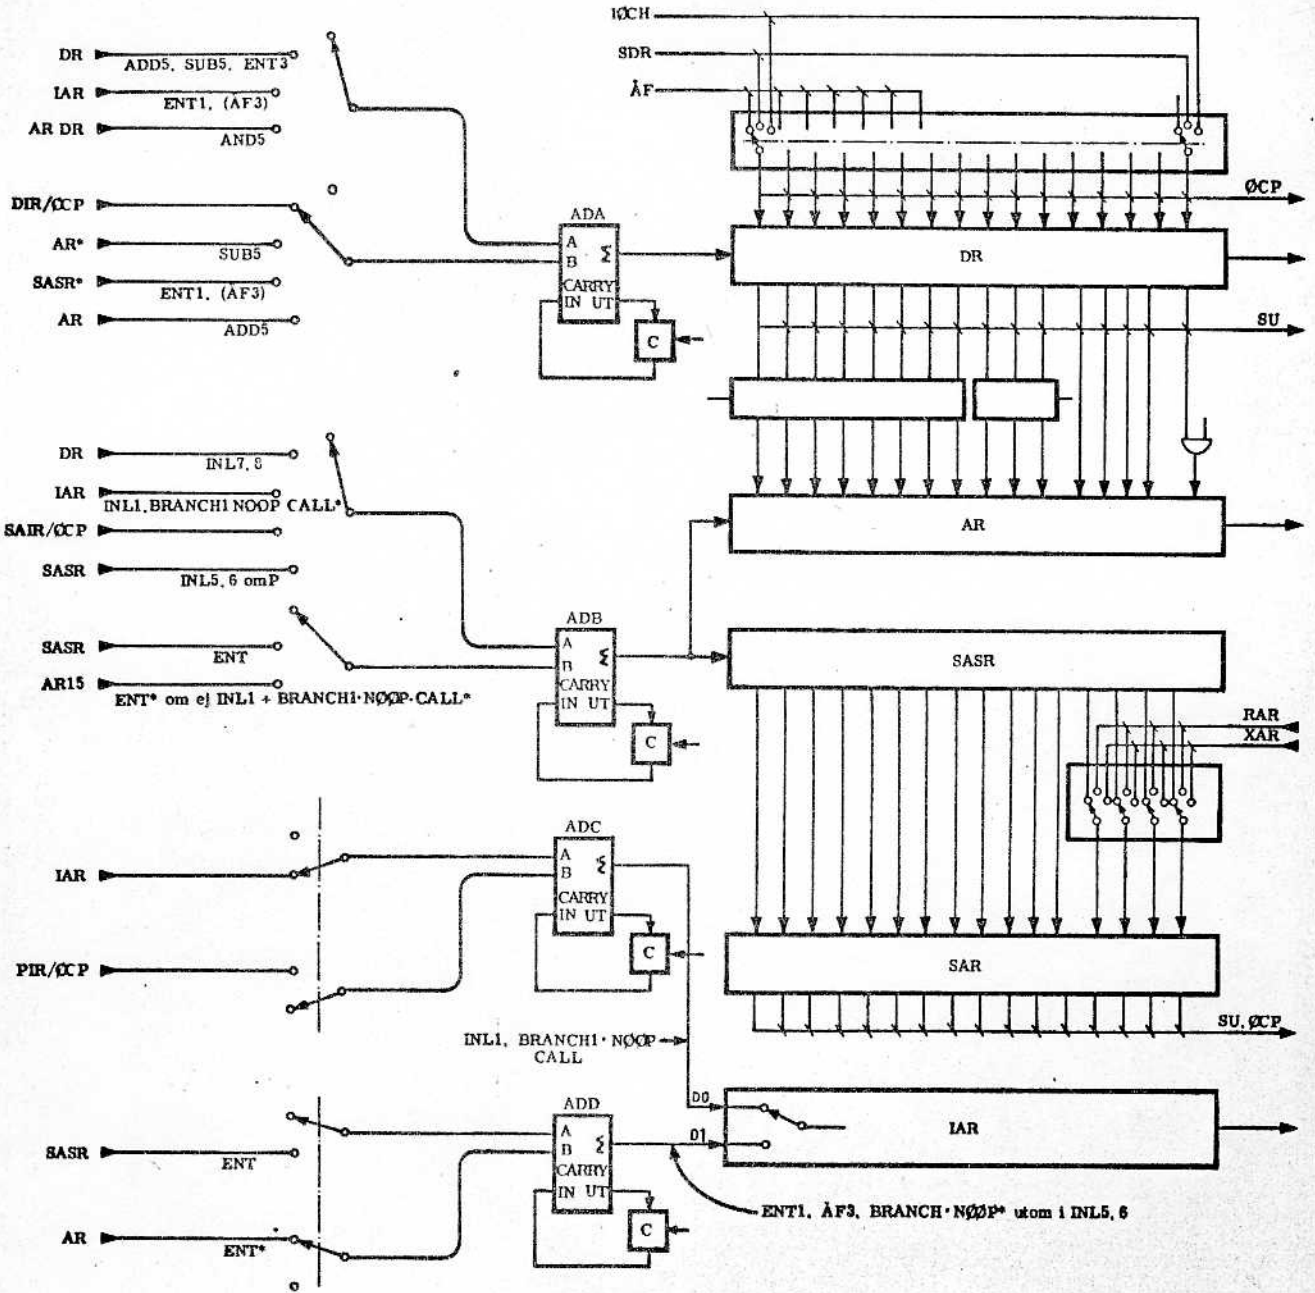 IØCH
SDR
ÅF
DR
ADD5, SUB5, ENT3
IAR
ENT1, (ÅF3)
AR DR
AND5
DIR/ØCP
AR*
SUB5
SASR*
ENT1, (ÅF3)
AR
ADD5
ADA
A
B
Σ
CARRY
IN UT
C
ØCP
DR
SU
DR
INL7, 8
IAR
INL1, BRANCH1 NOOP CALL*
SAIR/ØCP
SASR
INL5, 6 omP
SASR
ENT
AR15
ENT* om ej INL1 + BRANCH1·NØØP·CALL*
ADB
A
B
Σ
CARRY
IN UT
C
AR
SASR
RAR
XAR
IAR
PIR/ØCP
ADC
A
B
Σ
CARRY
IN UT
C
SAR
SU, ØCP
INL1, BRANCH1·NØØP
CALL
SASR
ENT
AR
ENT*
ADD
A
B
Σ
CARRY
IN UT
C
D0
D1
IAR
ENT1, ÅF3, BRANCH·NØØP* utom i INL5, 6